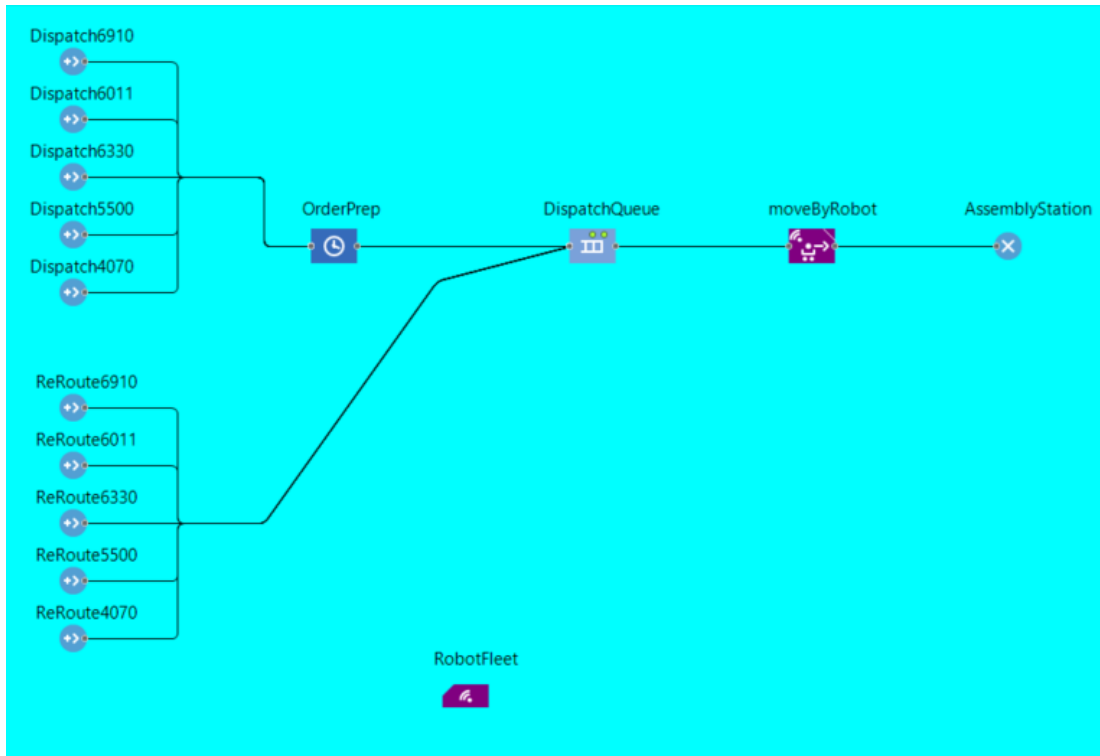 Dispatch6910
Dispatch6011
Dispatch6330
Dispatch5500
OrderPrep
DispatchQueue
moveByRobot
AssemblyStation
Dispatch4070
ReRoute6910
ReRoute6011
ReRoute6330
ReRoute5500
ReRoute4070
RobotFleet